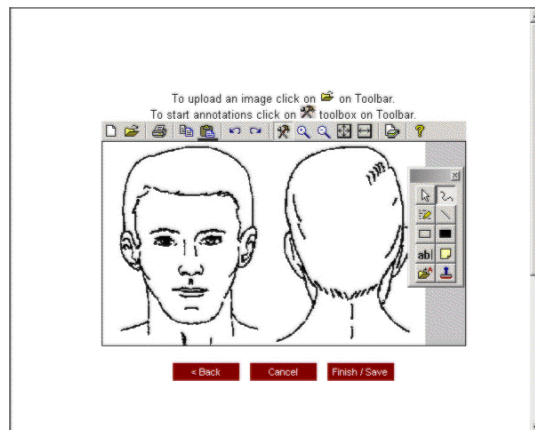 To upload an image click on on Toolbar.
To start annotations click on toolbox on Toolbar.
?
ab|
< Back Cancel Finish / Save